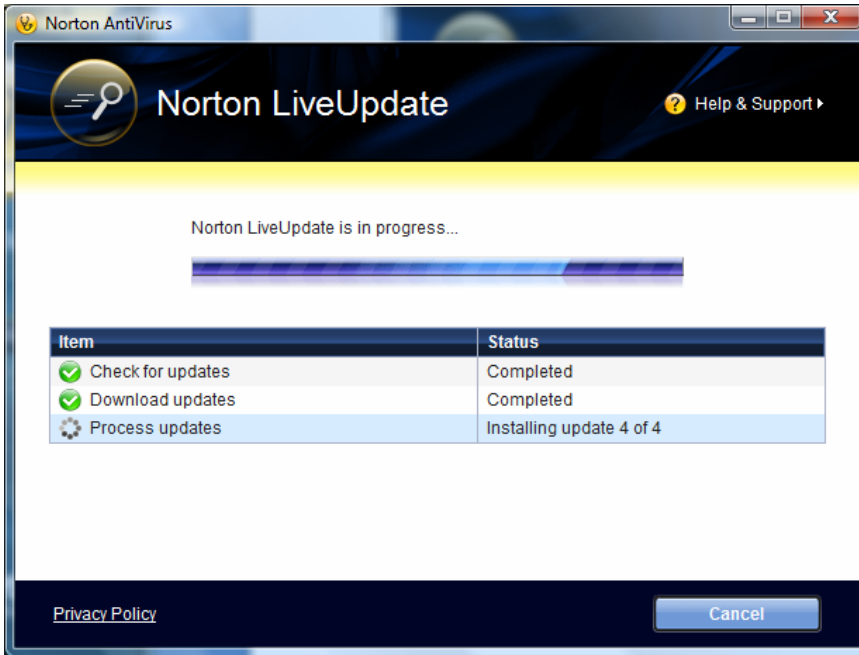 Norton AntiVirus
Norton LiveUpdate
? Help & Support
Norton LiveUpdate is in progress...
Item Status
Check for updates Completed
Download updates Completed
Process updates Installing update 4 of 4
Privacy Policy Cancel